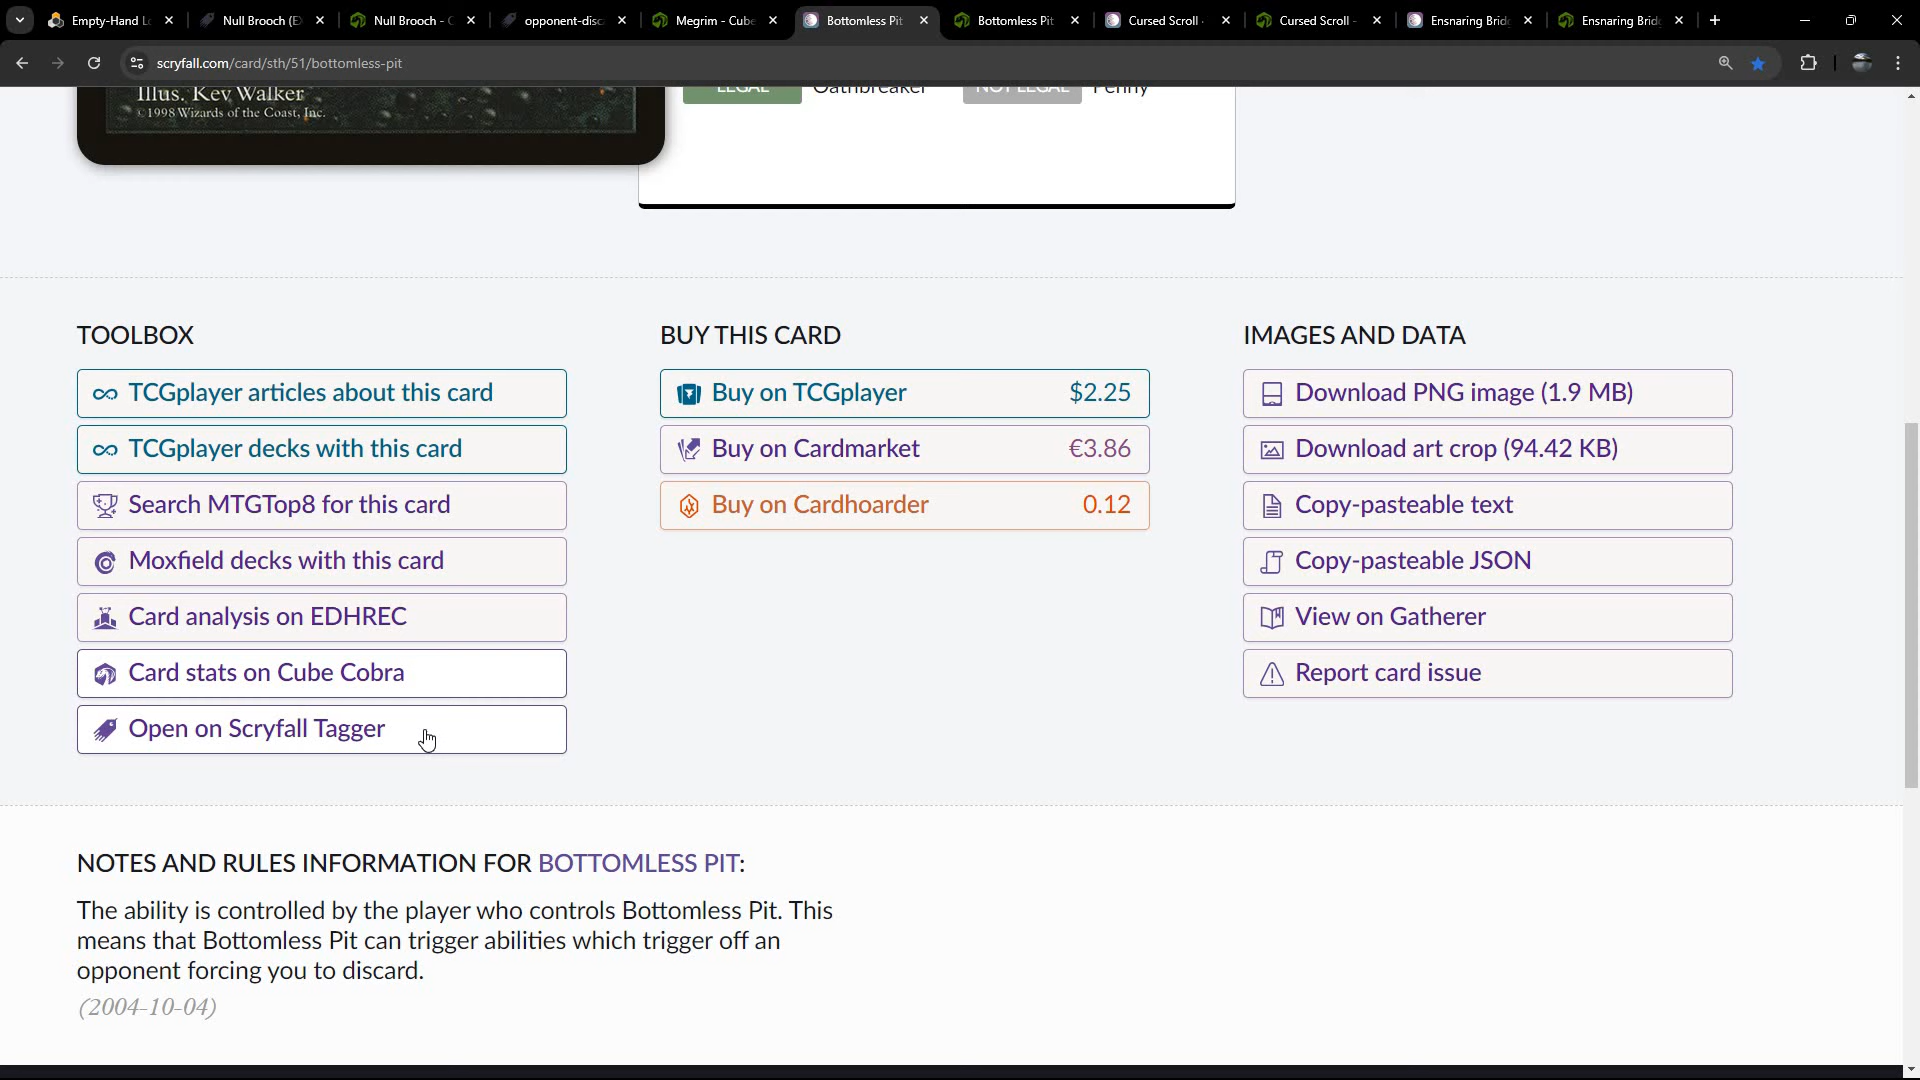 Empty-Hand L
Null Brooch (E
Null Brooch - C
opponent-disc
Megrim - Cube
Bottomless Pit
Bottomless Pit
Cursed Scroll -
Cursed Scroll -
Ensnaring Brid
Ensnaring Brid
scryfall.com/card/sth/51/bottomless-pit
Illus. Kev Walker
©1998 Wizards of the Coast, Inc.
LEGAL Oathbreaker NOT LEGAL Penny
TOOLBOX
TCGplayer articles about this card
TCGplayer decks with this card
Search MTGTop8 for this card
Moxfield decks with this card
Card analysis on EDHREC
Card stats on Cube Cobra
Open on Scryfall Tagger
BUY THIS CARD
Buy on TCGplayer $2.25
Buy on Cardmarket €3.86
Buy on Cardhoarder 0.12
IMAGES AND DATA
Download PNG image (1.9 MB)
Download art crop (94.42 KB)
Copy-pasteable text
Copy-pasteable JSON
View on Gatherer
Report card issue
NOTES AND RULES INFORMATION FOR BOTTOMLESS PIT:
The ability is controlled by the player who controls Bottomless Pit. This
means that Bottomless Pit can trigger abilities which trigger off an
opponent forcing you to discard.
(2004-10-04)